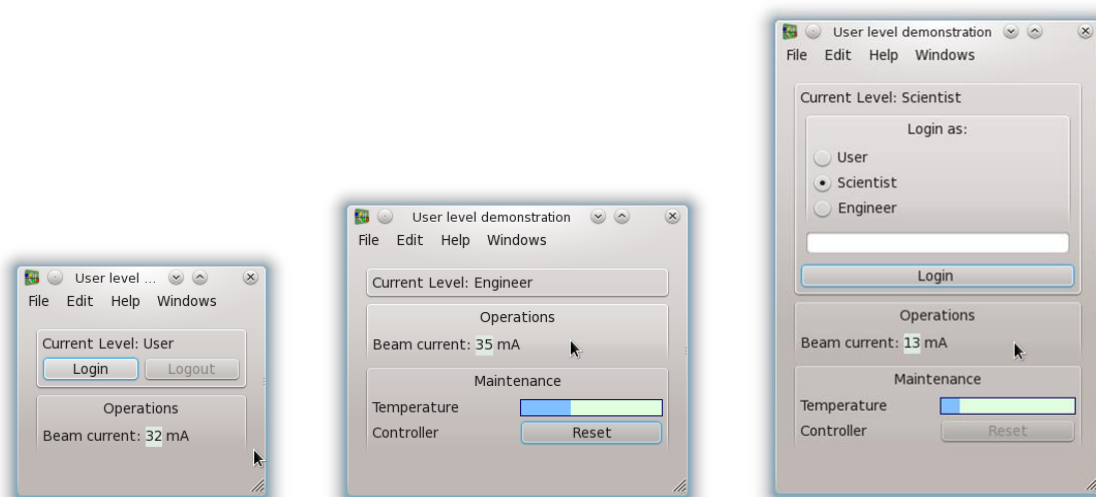 User level ...
File Edit Help Windows
Current Level: User
Login Logout
Operations
Beam current: 32 mA
User level demonstration
File Edit Help Windows
Current Level: Engineer
Operations
Beam current: 35 mA
Maintenance
Temperature
Controller Reset
User level demonstration
File Edit Help Windows
Current Level: Scientist
Login as:
User
Scientist
Engineer
Login
Operations
Beam current: 13 mA
Maintenance
Temperature
Controller Reset